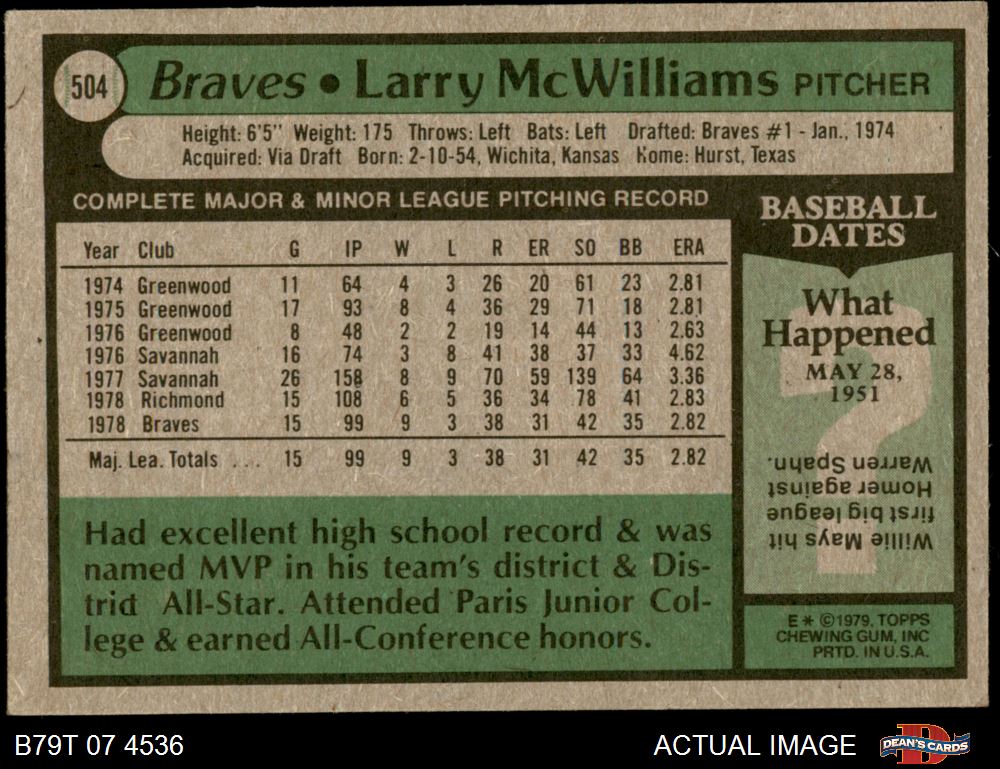 504
Braves • Larry McWilliams PITCHER
Height: 6'5" Weight: 175 Throws: Left Bats: Left Drafted: Braves #1 - Jan., 1974
Acquired: Via Draft Born: 2-10-54, Wichita, Kansas Home: Hurst, Texas
COMPLETE MAJOR & MINOR LEAGUE PITCHING RECORD
Year Club G IP W L R ER SO BB ERA
1974 Greenwood 11 64 4 3 26 20 61 23 2.81
1975 Greenwood 17 93 8 4 36 29 71 18 2.81
1976 Greenwood 8 48 2 2 19 14 44 13 2.63
1976 Savannah 16 74 3 8 41 38 37 33 4.62
1977 Savannah 26 158 8 9 70 59 139 64 3.36
1978 Richmond 15 108 6 5 36 34 78 41 2.83
1978 Braves 15 99 9 3 38 31 42 35 2.82
Maj. Lea. Totals ... 15 99 9 3 38 31 42 35 2.82
Had excellent high school record & was
named MVP in his team's district & Dis-
trict All-Star. Attended Paris Junior Col-
lege & earned All-Conference honors.
BASEBALL
DATES
What
Happened
MAY 28,
1951
?
Willie Mays hit
first big league
Homer against
Warren Spahn.
E * ©1979, TOPPS
CHEWING GUM, INC
PRTD. IN U.S.A.
B79T 07 4536
ACTUAL IMAGE
D
DEAN'S CARDS